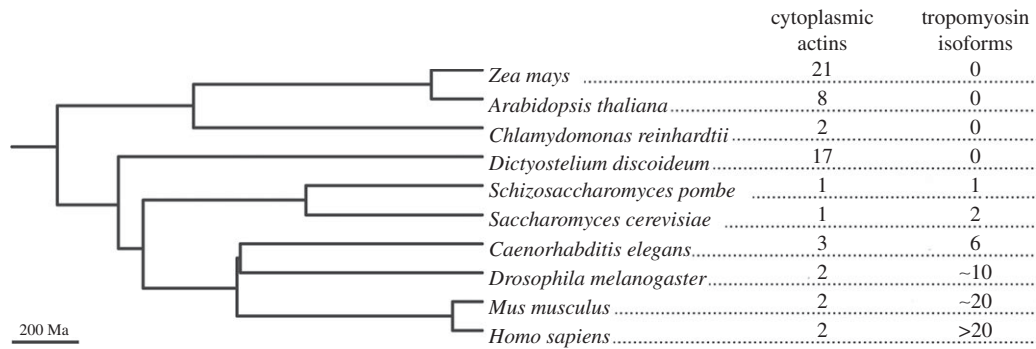 cytoplasmic tropomyosin
actins isoforms
Zea mays 21 0
Arabidopsis thaliana 8 0
Chlamydomonas reinhardtii 2 0
Dictyostelium discoideum 17 0
Schizosaccharomyces pombe 1 1
Saccharomyces cerevisiae 1 2
Caenorhabditis elegans 3 6
Drosophila melanogaster 2 ~10
Mus musculus 2 ~20
Homo sapiens 2 >20
200 Ma